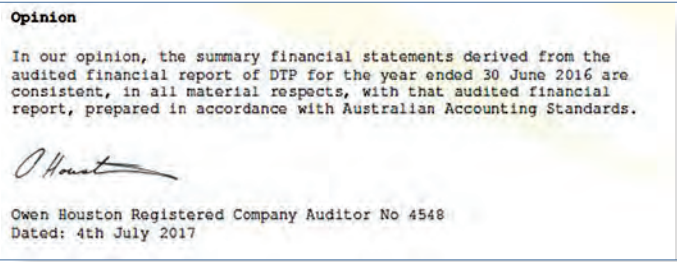 Opinion
In our opinion, the summary financial statements derived from the
audited financial report of DTP for the year ended 30 June 2016 are
consistent, in all material respects, with that audited financial
report, prepared in accordance with Australian Accounting Standards.
O Houst
Owen Houston Registered Company Auditor No 4548
Dated: 4th July 2017